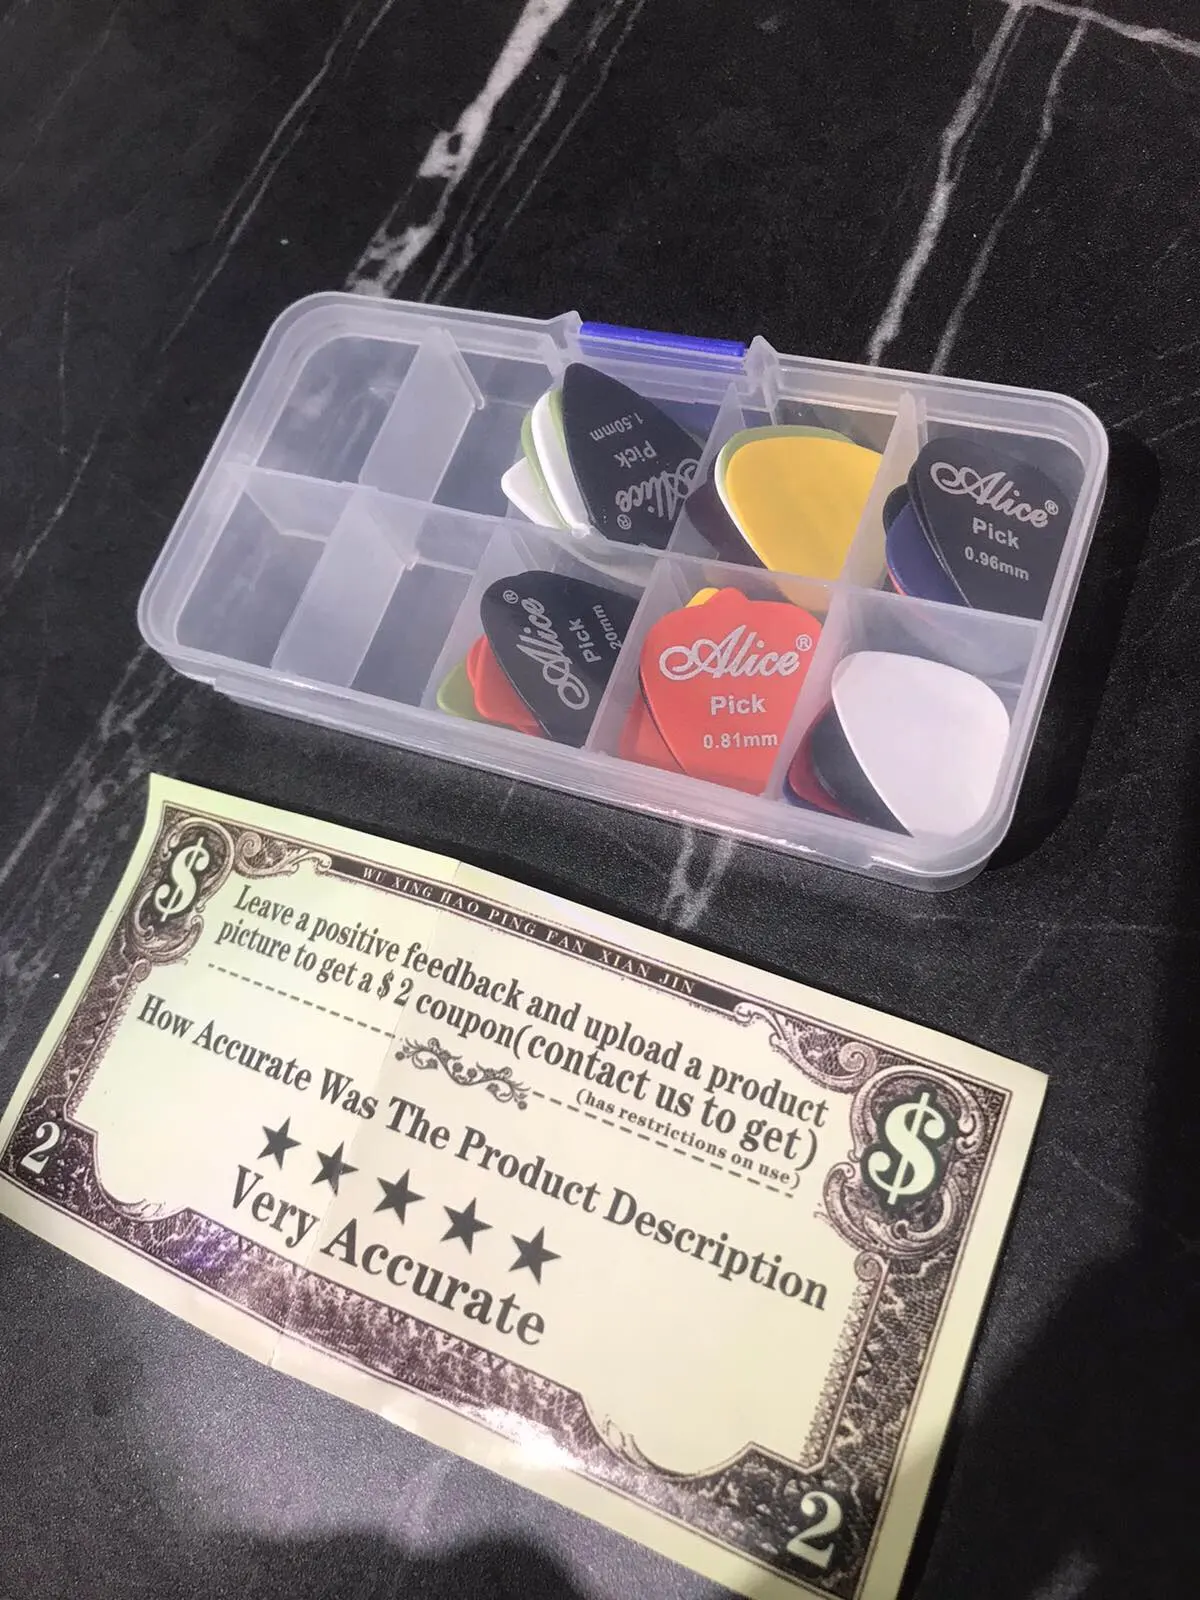 Alice®
Pick
1.50mm
Alice®
Pick
0.96mm
Alice®
Pick
Alice®
Pick
0.81mm
$
WU XING HAO PING FAN XIAN JIN
Leave a positive feedback and upload a product
picture to get a $ 2 coupon(contact us to get)
(has restrictions on use)
$
How Accurate Was The Product Description
★★★★★
Very Accurate
2
2